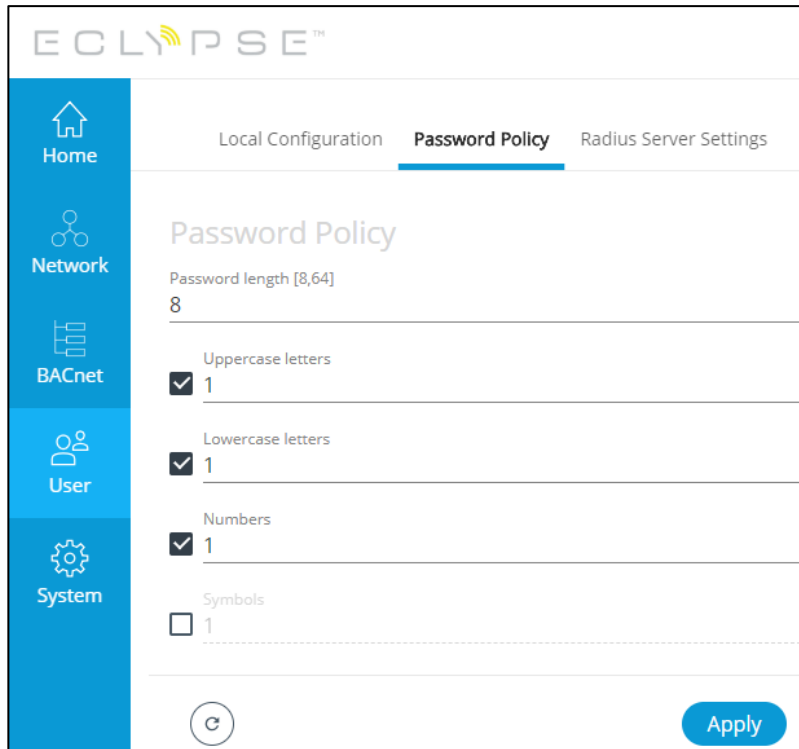 ECLYPSE™
Home
Network
BACnet
User
System
Local Configuration Password Policy Radius Server Settings
Password Policy
Password length [8,64]
8
Uppercase letters
1
Lowercase letters
1
Numbers
1
Symbols
1
Apply